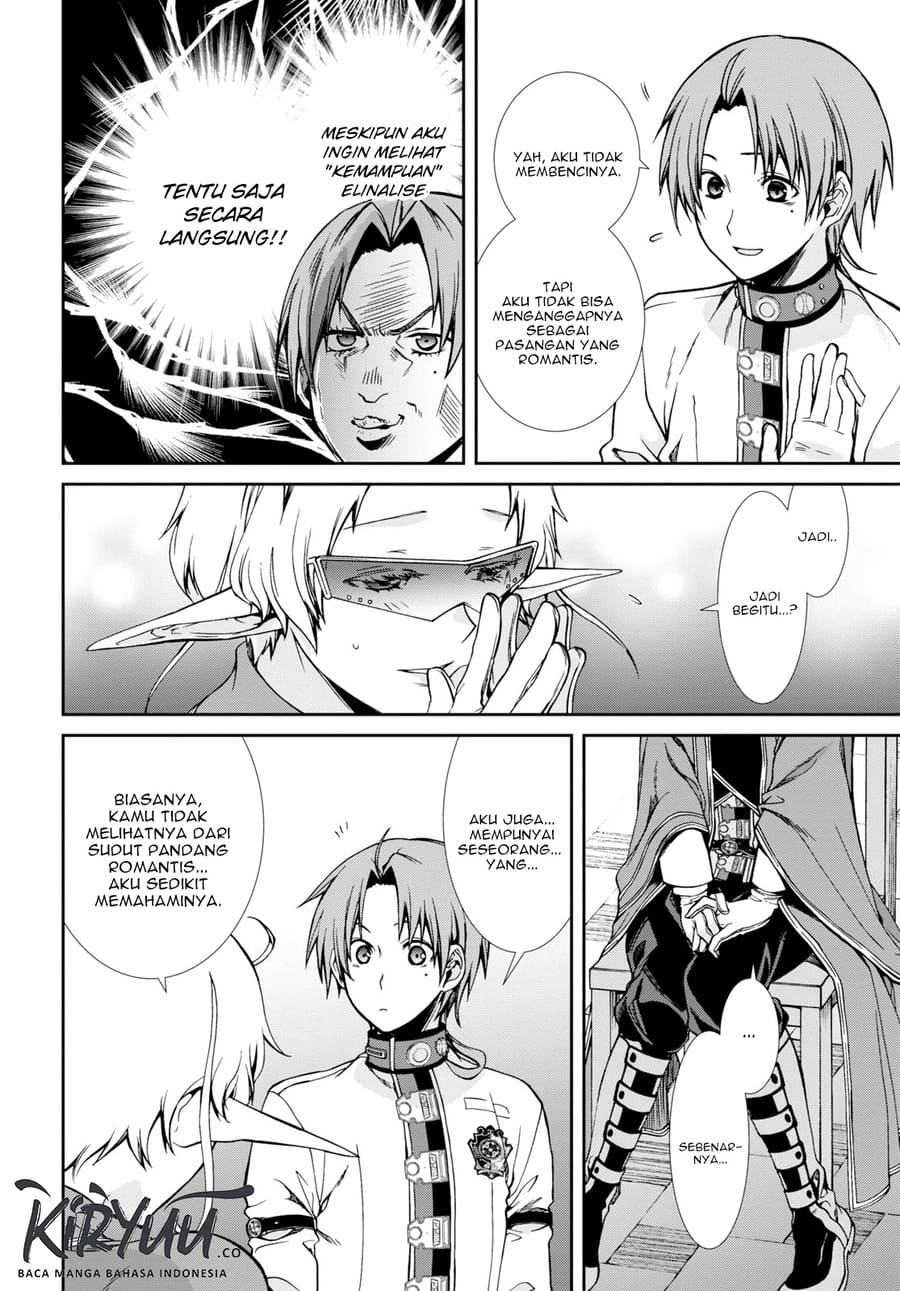 YAH, AKU TIDAK
MEMBENCINYA.
TAPI
AKU TIDAK BISA
MENGANGGAPNYA
SEBAGAI
PASANGAN YANG
ROMANTIS.
MESKIPUN AKU
INGIN MELIHAT
"KEMAMPUAN"
ELINALISE
TENTU SAJA
SECARA
LANGSUNG!!
JADI..
JADI
BEGITU...?
...
SEBENAR-
NYA...
AKU JUGA...
MEMPUNYAI
SESEORANG...
YANG...
BIASANYA,
KAMU TIDAK
MELIHATNYA DARI
SUDUT PANDANG
ROMANTIS...
AKU SEDIKIT
MEMAHAMINYA.
KIRYUU.CO
BACA MANGA BAHASA INDONESIA